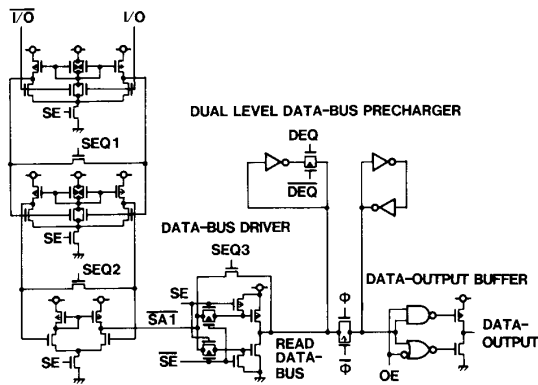 I/O I/O
SE
SEQ1
SE
SEQ2
SE
DUAL LEVEL DATA-BUS PRECHARGER
DEQ
DEQ
DATA-BUS DRIVER
SEQ3
SE
SA1
SE
READ
DATA-
BUS
Φ
Φ
DATA-OUTPUT BUFFER
DATA-
OUTPUT
OE